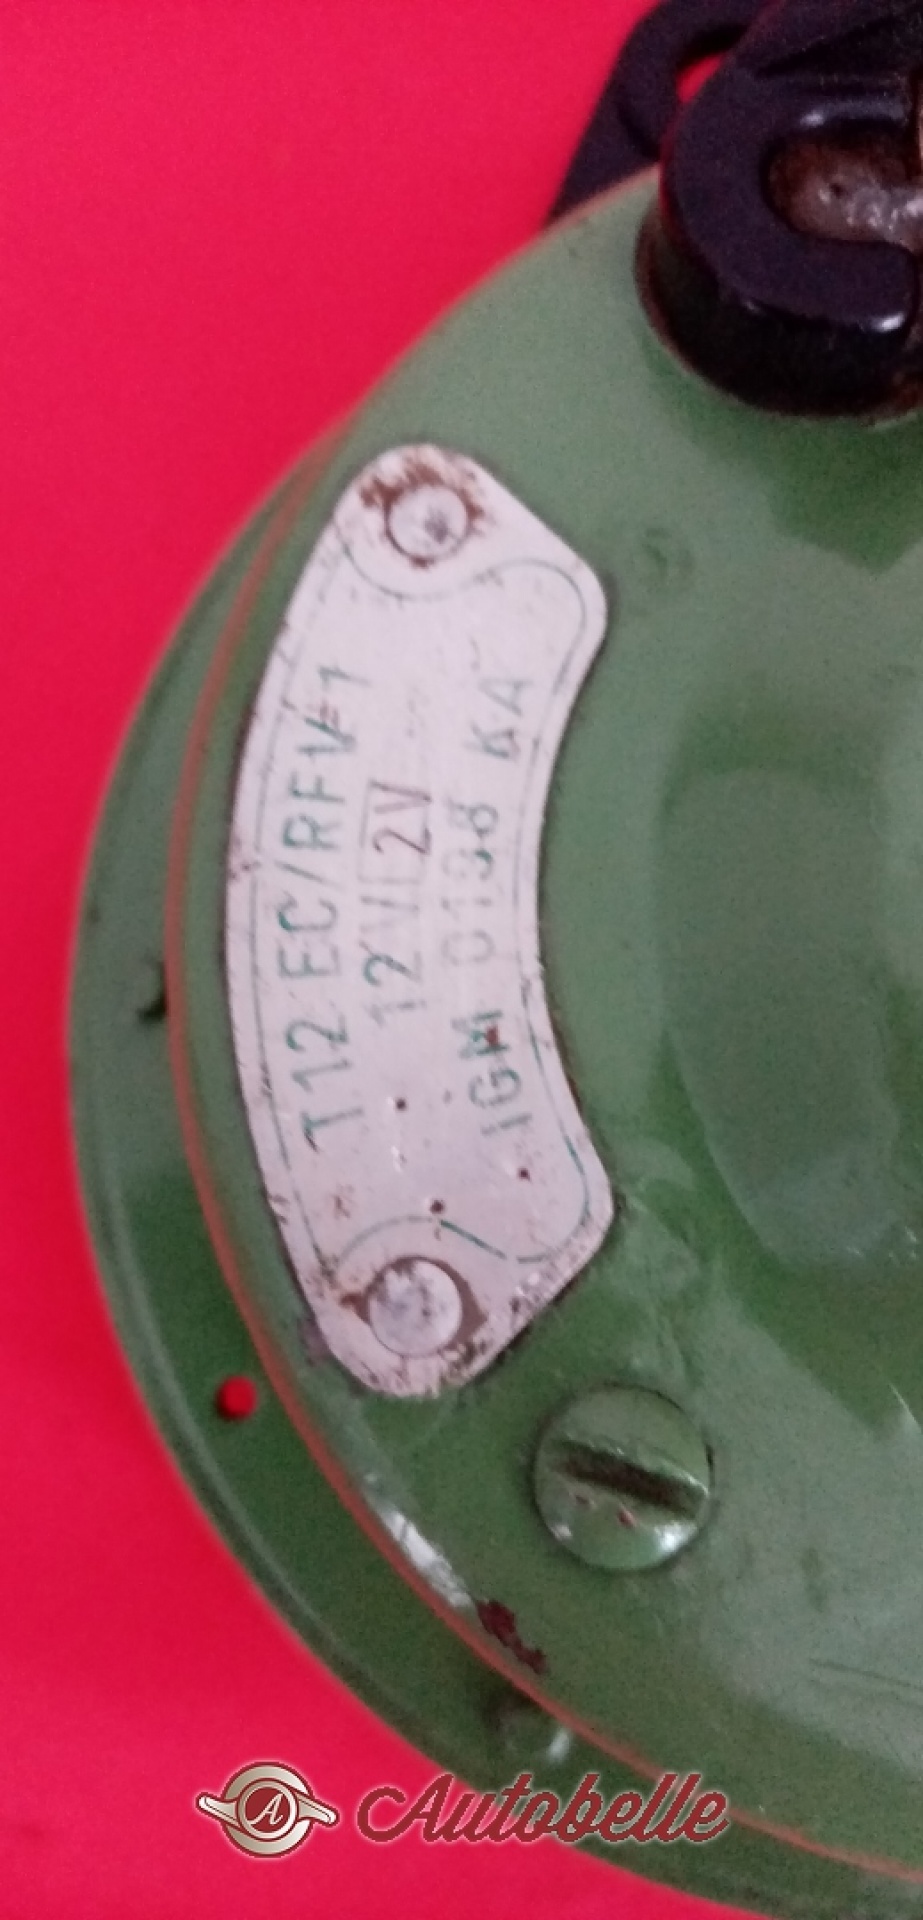 T12 EC/RFV1
12V 2V
IGM 0138 KA
A
Autobelle